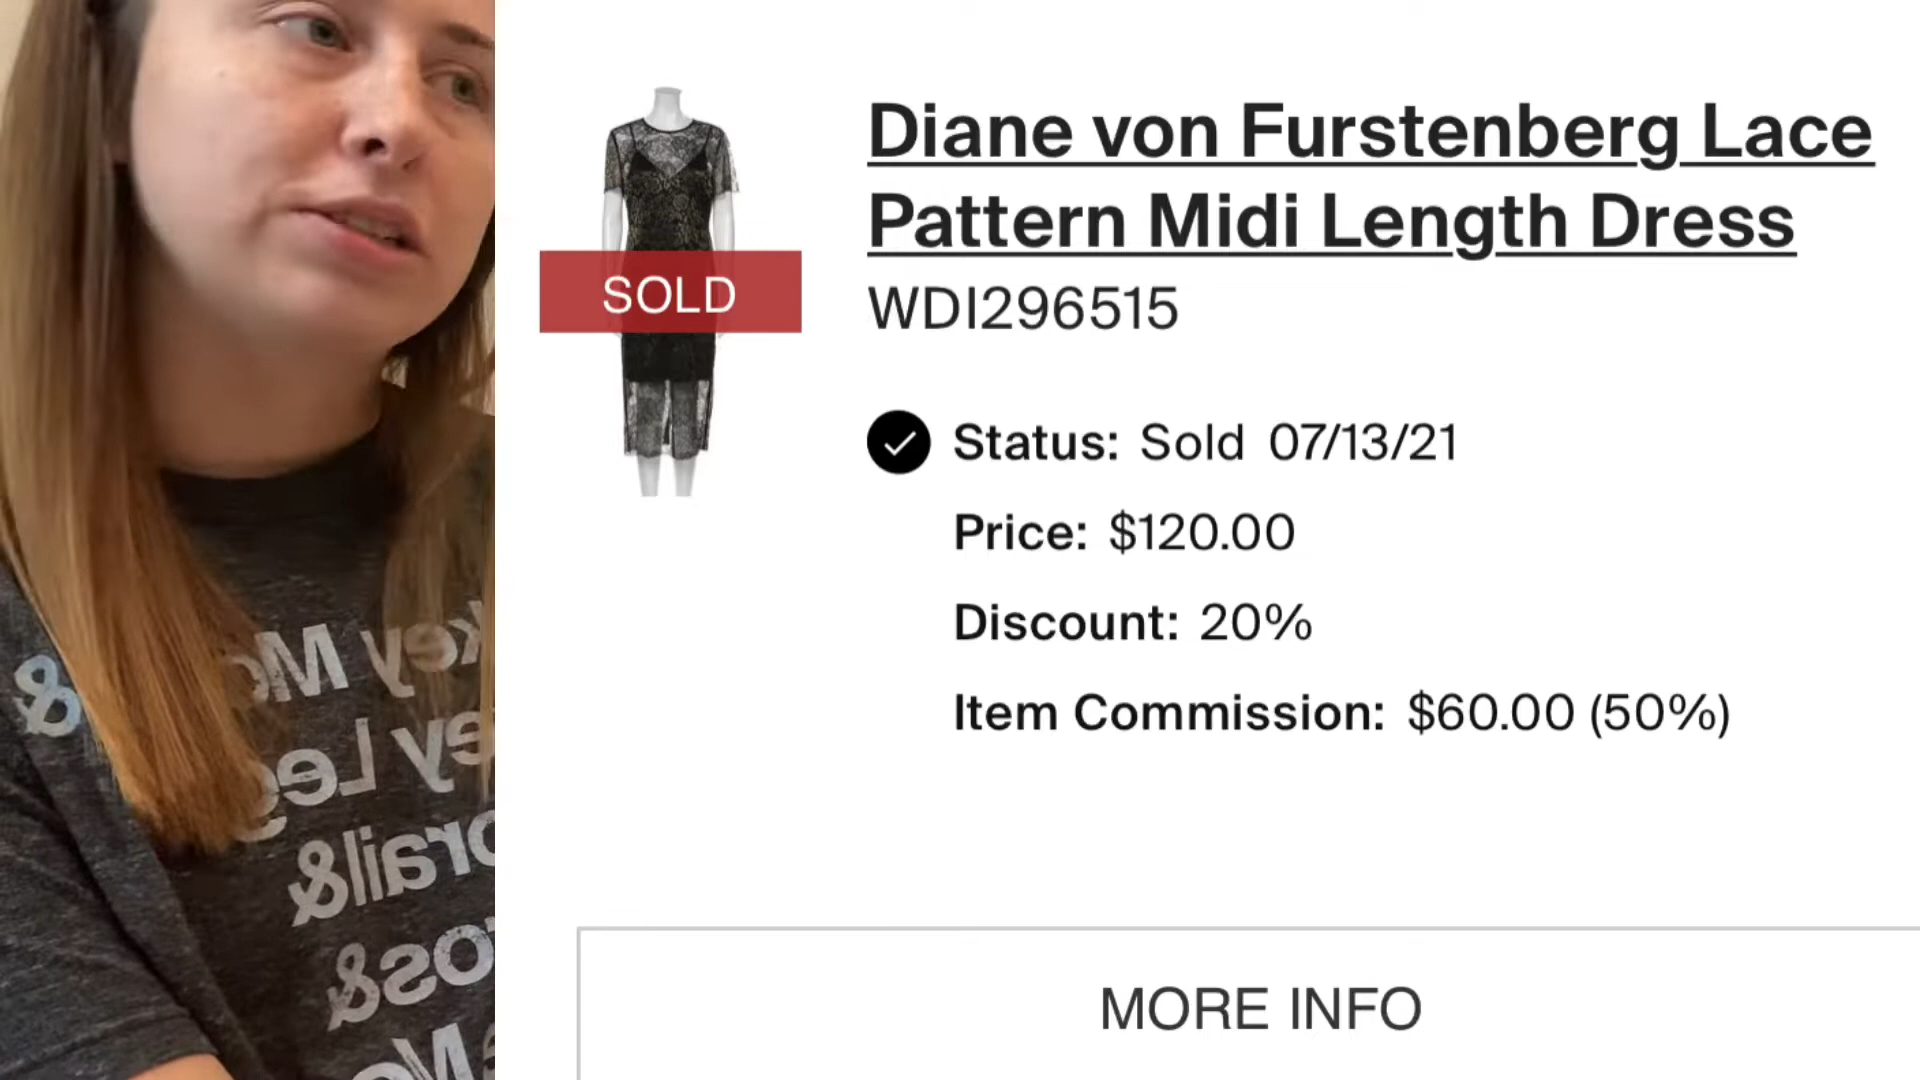 Diane von Furstenberg Lace
Pattern Midi Length Dress
WDI296515
SOLD
Status: Sold 07/13/21
Price: $120.00
Discount: 20%
Item Commission: $60.00 (50%)
MORE INFO